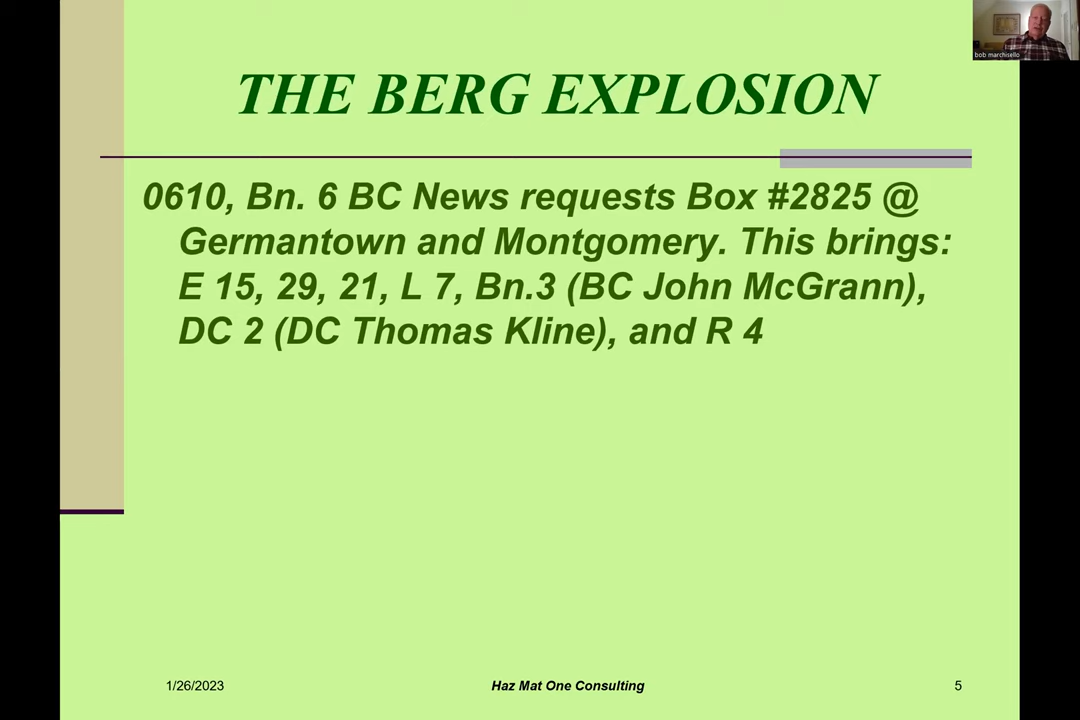 THE BERG EXPLOSION
0610, Bn. 6 BC News requests Box #2825 @
Germantown and Montgomery. This brings:
E 15, 29, 21, L 7, Bn.3 (BC John McGrann),
DC 2 (DC Thomas Kline), and R 4
1/26/2023
Haz Mat One Consulting
5
bob marchisello